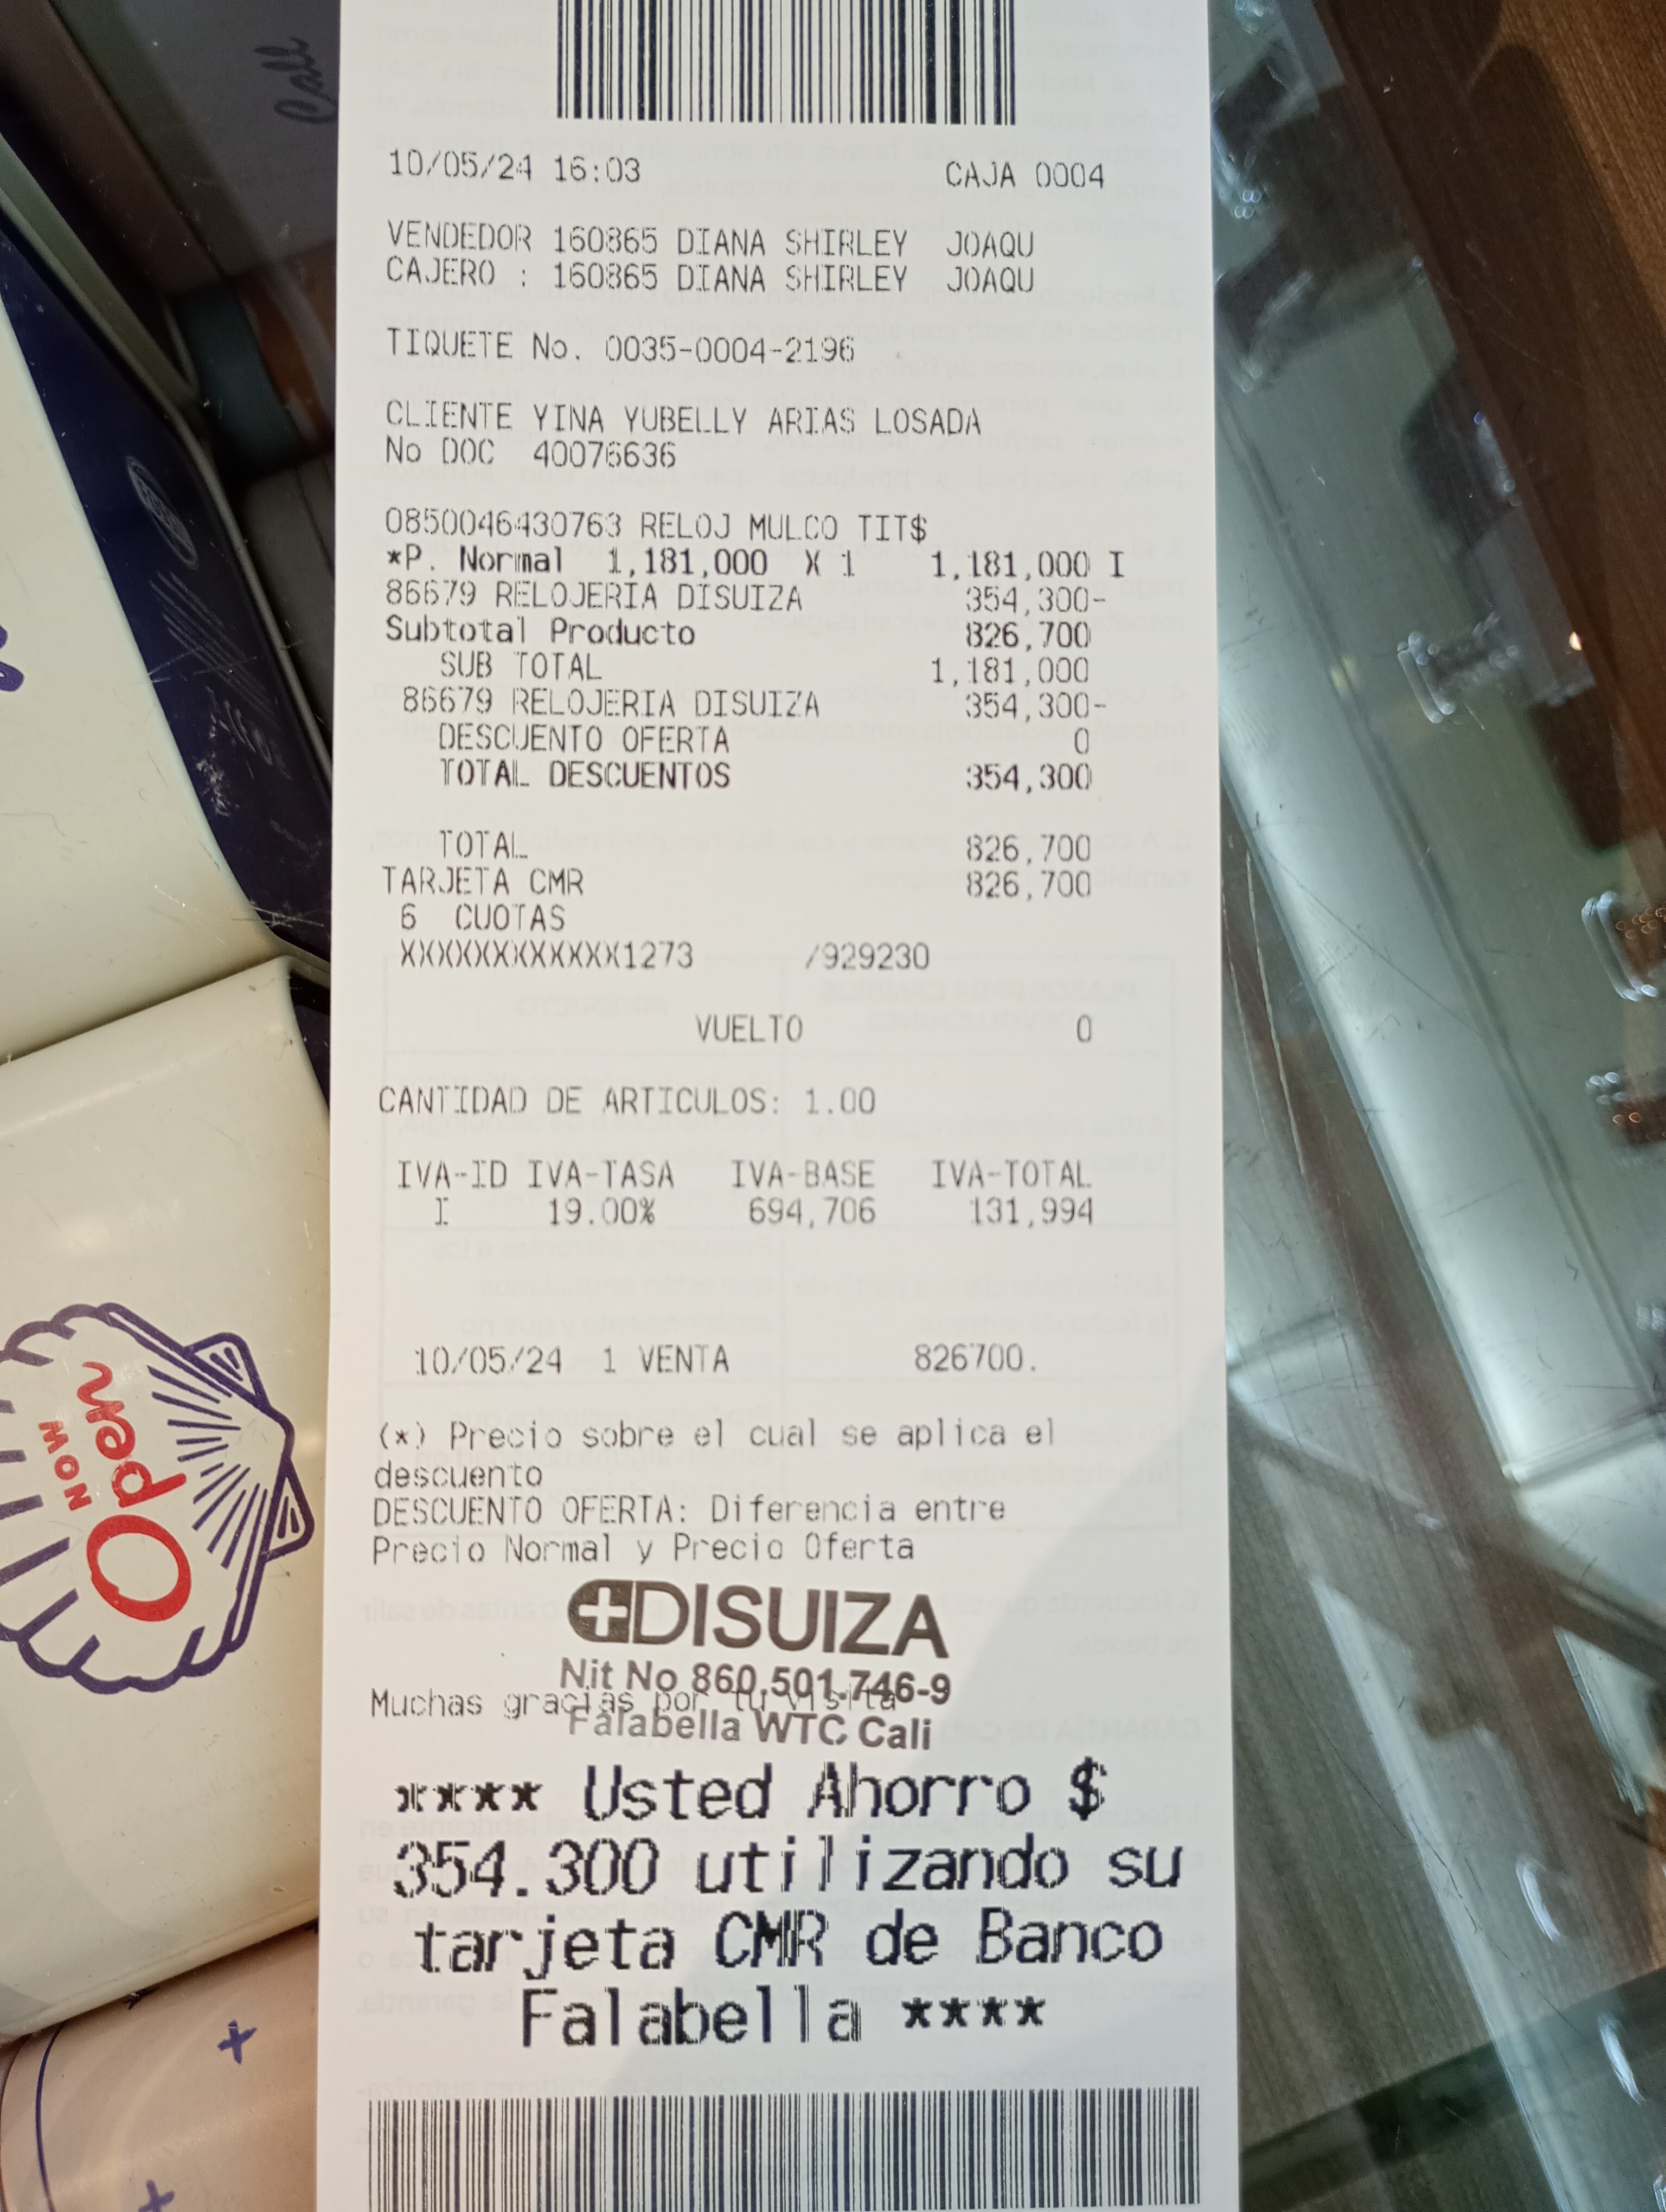 10/05/24 16:03 CAJA 0004
VENDEDOR 160865 DIANA SHIRLEY JOAQU
CAJERO : 160865 DIANA SHIRLEY JOAQU
TIQUETE No. 0035-0004-2196
CLIENTE YINA YUBELLY ARIAS LOSADA
No DOC 40076636
0850046430763 RELOJ MULCO TIT$
*P. Normal 1,181,000 X 1 1,181,000 I
86679 RELOJERIA DISUIZA 354,300-
Subtotal Producto 826,700
SUB TOTAL 1,181,000
86679 RELOJERIA DISUIZA 354,300-
DESCUENTO OFERTA 0
TOTAL DESCUENTOS 354,300
TOTAL 826,700
TARJETA CMR 826,700
6 CUOTAS
XXXXXXXXXXXX1273 /929230
VUELTO 0
CANTIDAD DE ARTICULOS: 1.00
IVA-ID IVA-TASA IVA-BASE IVA-TOTAL
I 19.00% 694,706 131,994
10/05/24 1 VENTA 826700.
(*) Precio sobre el cual se aplica el
descuento
DESCUENTO OFERTA: Diferencia entre
Precio Normal y Precio Oferta
DISUIZA
Nit No 860.501.746-9
Muchas gracias por tu visita
Falabella WTC Cali
**** Usted Ahorro $
354.300 utilizando su
tarjeta CMR de Banco
Falabella ****
Open
NOW
Cali